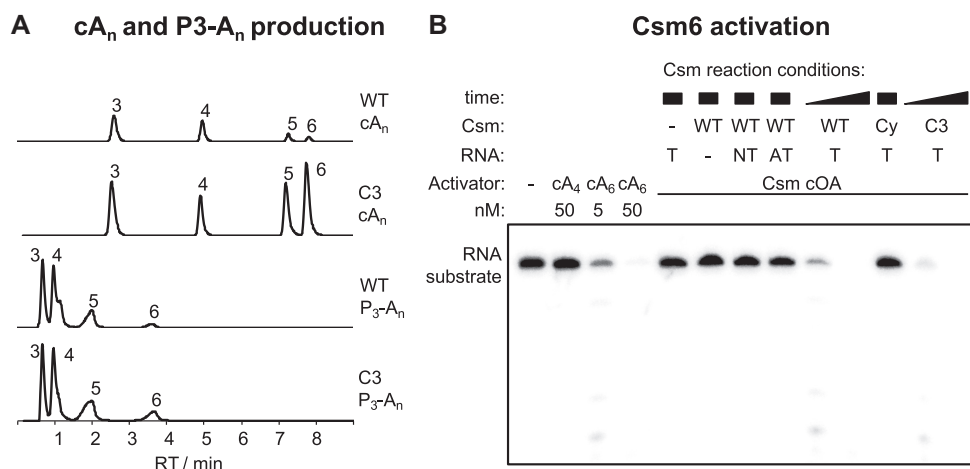 A cAn and P3-An production
3 4 5 6 WT
cAn
3 4 5 6 C3
cAn
3 4 5 6 WT
P3-An
3 4 5 6 C3
P3-An
1 2 3 4 5 6 7 8
RT / min
B Csm6 activation
Csm reaction conditions:
time:
Csm: - WT WT WT WT Cy C3
RNA: T - NT AT T T T
Activator: - cA4 cA6 cA6 Csm cOA
nM: 50 5 50
RNA
substrate